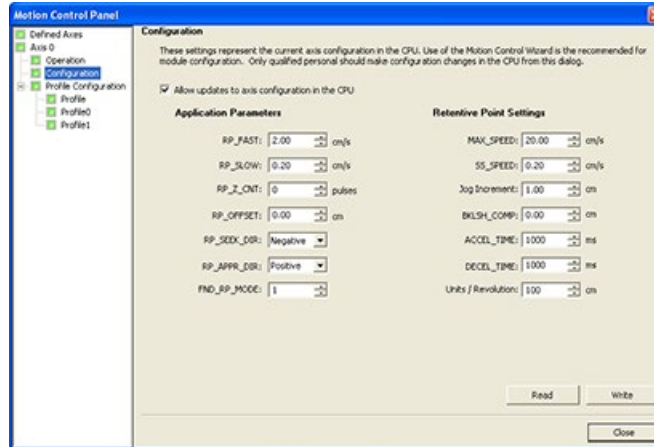 Motion Control Panel
Defined Axes
Axis 0
Operation
Configuration
Profile Configuration
Profile
Profile0
Profile1
Configuration
These settings represent the current axis configuration in the CPU. Use of the Motion Control Wizard is the recommended for
module configuration. Only qualified personal should make configuration changes in the CPU from this dialog.
Allow updates to axis configuration in the CPU
Application Parameters
RP_FAST: 2.00 cm/s
RP_SLOW: 0.20 cm/s
RP_Z_CNT: 0 pulses
RP_OFFSET: 0.00 cm
RP_SEEK_DIR: Negative
RP_APPR_DIR: Positive
FND_RP_MODE: 1
Retentive Point Settings
MAX_SPEED: 20.00 cm/s
SS_SPEED: 0.20 cm/s
Jog Increment: 1.00 cm
BKLSH_COMP: 0.00 cm
ACCEL_TIME: 1000 ms
DECEL_TIME: 1000 ms
Units / Revolution: 100 cm
Read
Write
Close